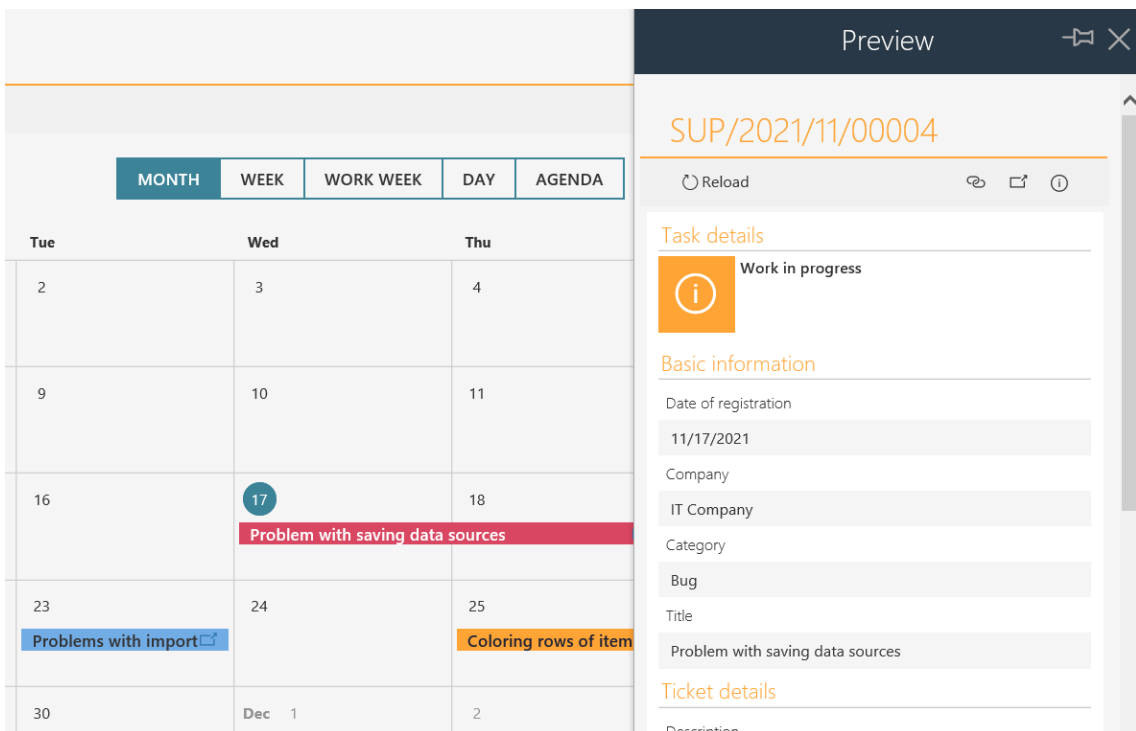 Preview
SUP/2021/11/00004
Reload
MONTH WEEK WORK WEEK DAY AGENDA
Tue Wed Thu
2 3 4
9 10 11
16 17 18
Problem with saving data sources
23 24 25
Problems with import Coloring rows of item
30 Dec 1 2
Task details
Work in progress
Basic information
Date of registration
11/17/2021
Company
IT Company
Category
Bug
Title
Problem with saving data sources
Ticket details
Description